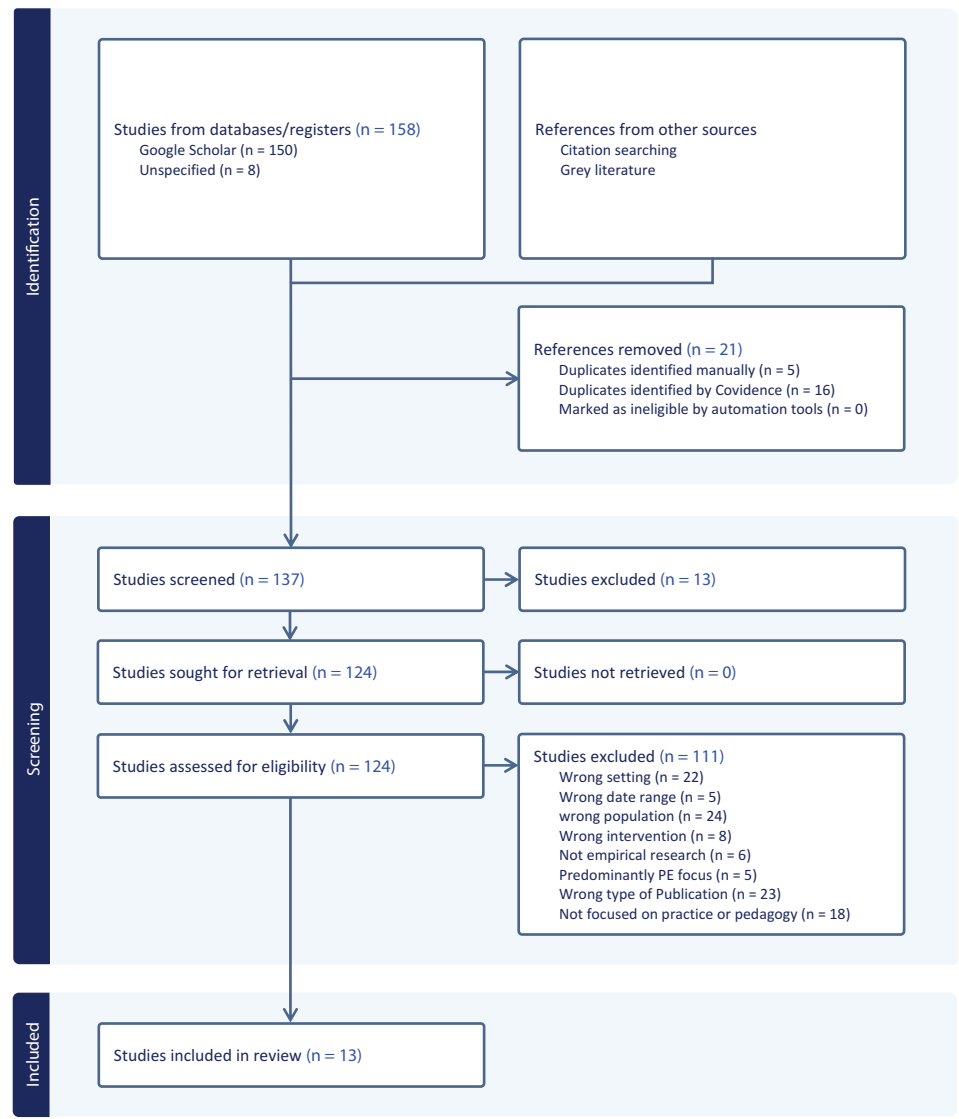 Identification
Studies from databases/registers (n = 158)
Google Scholar (n = 150)
Unspecified (n = 8)
References from other sources
Citation searching
Grey literature
References removed (n = 21)
Duplicates identified manually (n = 5)
Duplicates identified by Covidence (n = 16)
Marked as ineligible by automation tools (n = 0)
Screening
Studies screened (n = 137)
Studies excluded (n = 13)
Studies sought for retrieval (n = 124)
Studies not retrieved (n = 0)
Studies assessed for eligibility (n = 124)
Studies excluded (n = 111)
Wrong setting (n = 22)
Wrong date range (n = 5)
wrong population (n = 24)
Wrong intervention (n = 8)
Not empirical research (n = 6)
Predominantly PE focus (n = 5)
Wrong type of Publication (n = 23)
Not focused on practice or pedagogy (n = 18)
Included
Studies included in review (n = 13)